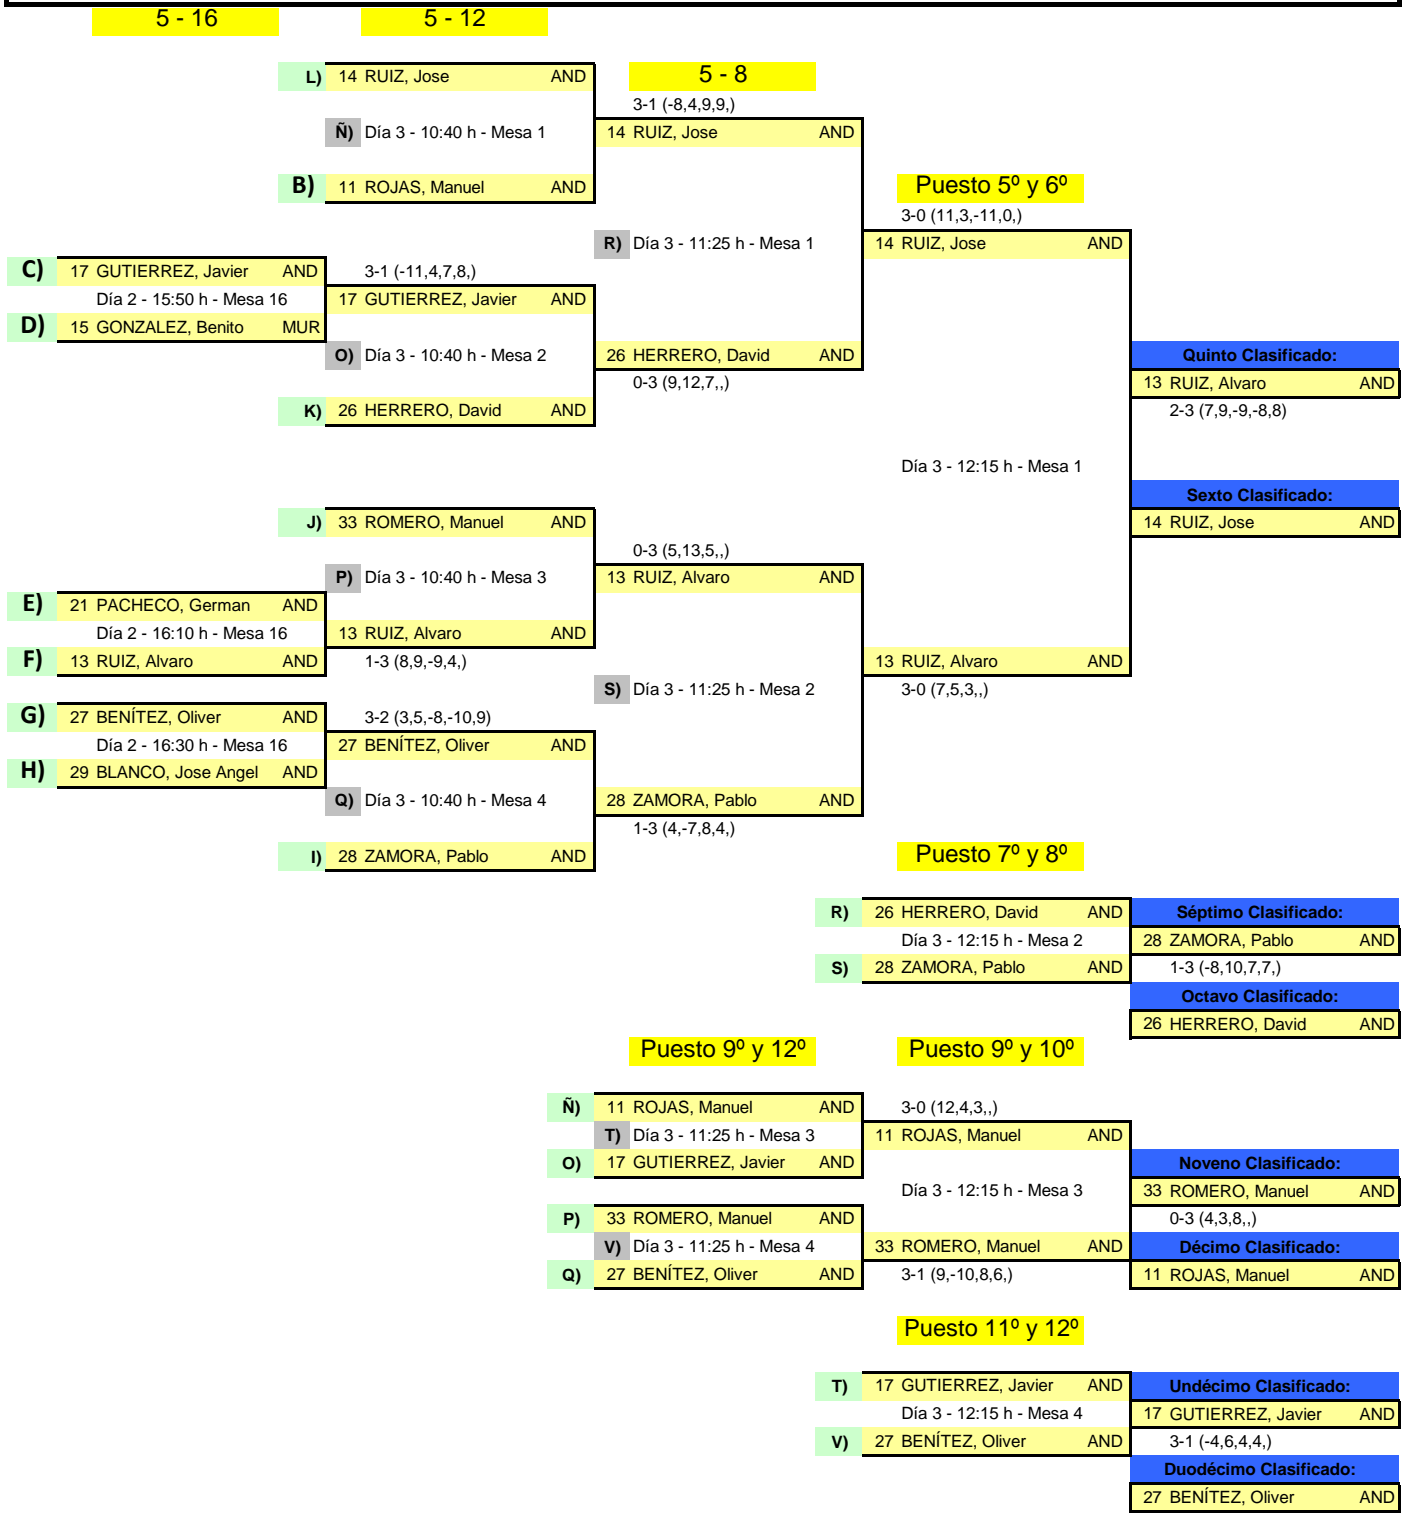 5 - 16 5 - 12
L) 14 RUIZ, Jose AND 5 - 8
3-1 (-8,4,9,9,)
Ñ) Día 3 - 10:40 h - Mesa 1 14 RUIZ, Jose AND
B) 11 ROJAS, Manuel AND Puesto 5º y 6º
3-0 (11,3,-11,0,)
R) Día 3 - 11:25 h - Mesa 1 14 RUIZ, Jose AND
C) 17 GUTIERREZ, Javier AND 3-1 (-11,4,7,8,)
Día 2 - 15:50 h - Mesa 16 17 GUTIERREZ, Javier AND
D) 15 GONZALEZ, Benito MUR
O) Día 3 - 10:40 h - Mesa 2 26 HERRERO, David AND Quinto Clasificado:
0-3 (9,12,7,,) 13 RUIZ, Alvaro AND
K) 26 HERRERO, David AND 2-3 (7,9,-9,-8,8)
Día 3 - 12:15 h - Mesa 1
Sexto Clasificado:
J) 33 ROMERO, Manuel AND 14 RUIZ, Jose AND
0-3 (5,13,5,,)
P) Día 3 - 10:40 h - Mesa 3 13 RUIZ, Alvaro AND
E) 21 PACHECO, German AND
Día 2 - 16:10 h - Mesa 16 13 RUIZ, Alvaro AND
F) 13 RUIZ, Alvaro AND 1-3 (8,9,-9,4,) 13 RUIZ, Alvaro AND
S) Día 3 - 11:25 h - Mesa 2 3-0 (7,5,3,,)
G) 27 BENÍTEZ, Oliver AND 3-2 (3,5,-8,-10,9)
Día 2 - 16:30 h - Mesa 16 27 BENÍTEZ, Oliver AND
H) 29 BLANCO, Jose Angel AND
Q) Día 3 - 10:40 h - Mesa 4 28 ZAMORA, Pablo AND
1-3 (4,-7,8,4,)
I) 28 ZAMORA, Pablo AND Puesto 7º y 8º
R) 26 HERRERO, David AND Séptimo Clasificado:
Día 3 - 12:15 h - Mesa 2 28 ZAMORA, Pablo AND
S) 28 ZAMORA, Pablo AND 1-3 (-8,10,7,7,)
Octavo Clasificado:
26 HERRERO, David AND
Puesto 9º y 12º Puesto 9º y 10º
Ñ) 11 ROJAS, Manuel AND 3-0 (12,4,3,,)
T) Día 3 - 11:25 h - Mesa 3 11 ROJAS, Manuel AND
O) 17 GUTIERREZ, Javier AND Noveno Clasificado:
Día 3 - 12:15 h - Mesa 3 33 ROMERO, Manuel AND
P) 33 ROMERO, Manuel AND 0-3 (4,3,8,,)
V) Día 3 - 11:25 h - Mesa 4 33 ROMERO, Manuel AND Décimo Clasificado:
Q) 27 BENÍTEZ, Oliver AND 3-1 (9,-10,8,6,) 11 ROJAS, Manuel AND
Puesto 11º y 12º
T) 17 GUTIERREZ, Javier AND Undécimo Clasificado:
Día 3 - 12:15 h - Mesa 4 17 GUTIERREZ, Javier AND
V) 27 BENÍTEZ, Oliver AND 3-1 (-4,6,4,4,)
Duodécimo Clasificado:
27 BENÍTEZ, Oliver AND